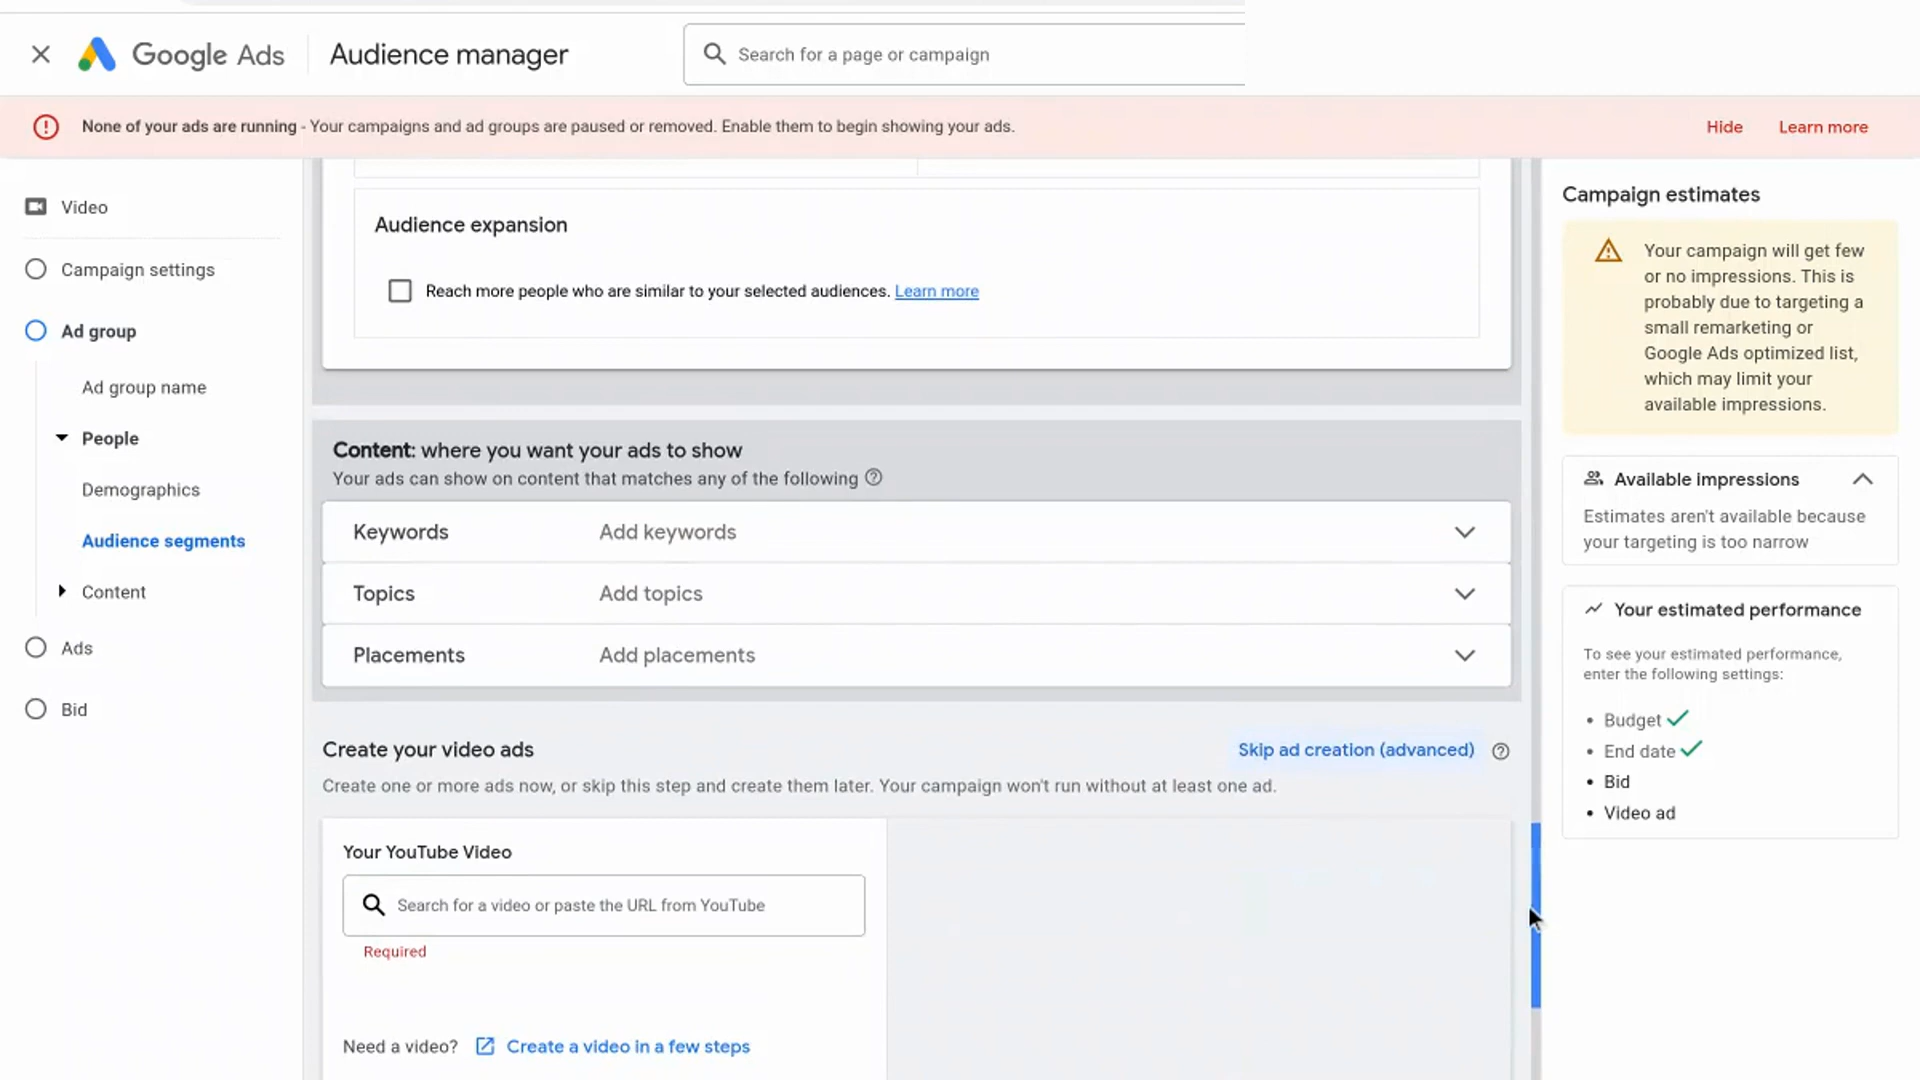 Google Ads
Audience manager
Search for a page or campaign
None of your ads are running - Your campaigns and ad groups are paused or removed. Enable them to begin showing your ads.
Hide
Learn more
Video
Campaign settings
Ad group
Ad group name
People
Demographics
Audience segments
Content
Ads
Bid
Audience expansion
Reach more people who are similar to your selected audiences. Learn more
Content: where you want your ads to show
Your ads can show on content that matches any of the following
Keywords
Add keywords
Topics
Add topics
Placements
Add placements
Create your video ads
Skip ad creation (advanced)
Create one or more ads now, or skip this step and create them later. Your campaign won't run without at least one ad.
Your YouTube Video
Search for a video or paste the URL from YouTube
Required
Need a video?
Create a video in a few steps
Campaign estimates
Your campaign will get few
or no impressions. This is
probably due to targeting a
small remarketing or
Google Ads optimized list,
which may limit your
available impressions.
Available impressions
Estimates aren't available because
your targeting is too narrow
Your estimated performance
To see your estimated performance,
enter the following settings:
• Budget
• End date
• Bid
• Video ad